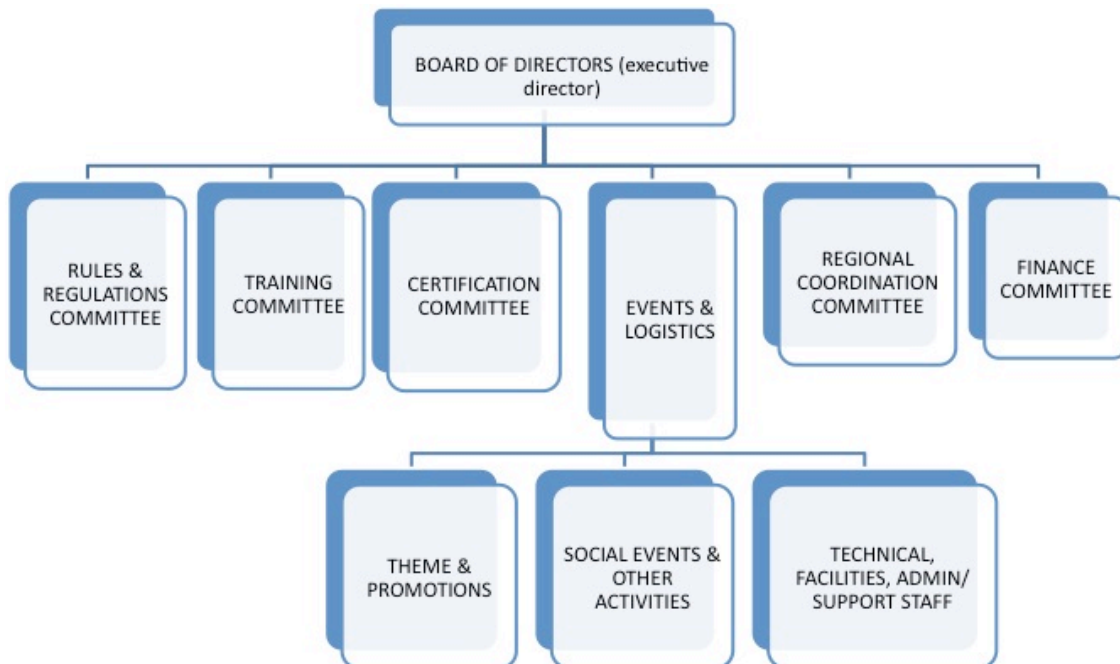 BOARD OF DIRECTORS (executive
director)
RULES &
REGULATIONS
COMMITTEE
TRAINING
COMMITTEE
CERTIFICATION
COMMITTEE
EVENTS &
LOGISTICS
REGIONAL
COORDINATION
COMMITTEE
FINANCE
COMMITTEE
THEME &
PROMOTIONS
SOCIAL EVENTS &
OTHER
ACTIVITIES
TECHNICAL,
FACILITIES, ADMIN/
SUPPORT STAFF